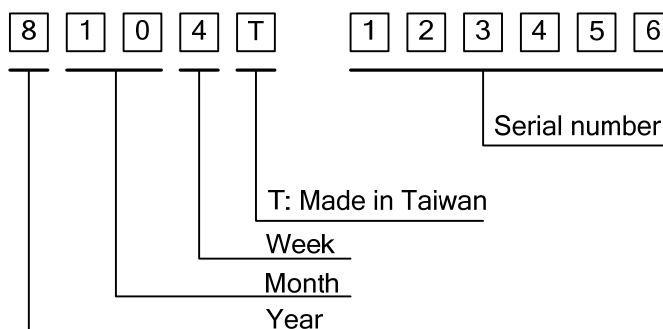 8 1 0 4 T 1 2 3 4 5 6
Serial number
T: Made in Taiwan
Week
Month
Year